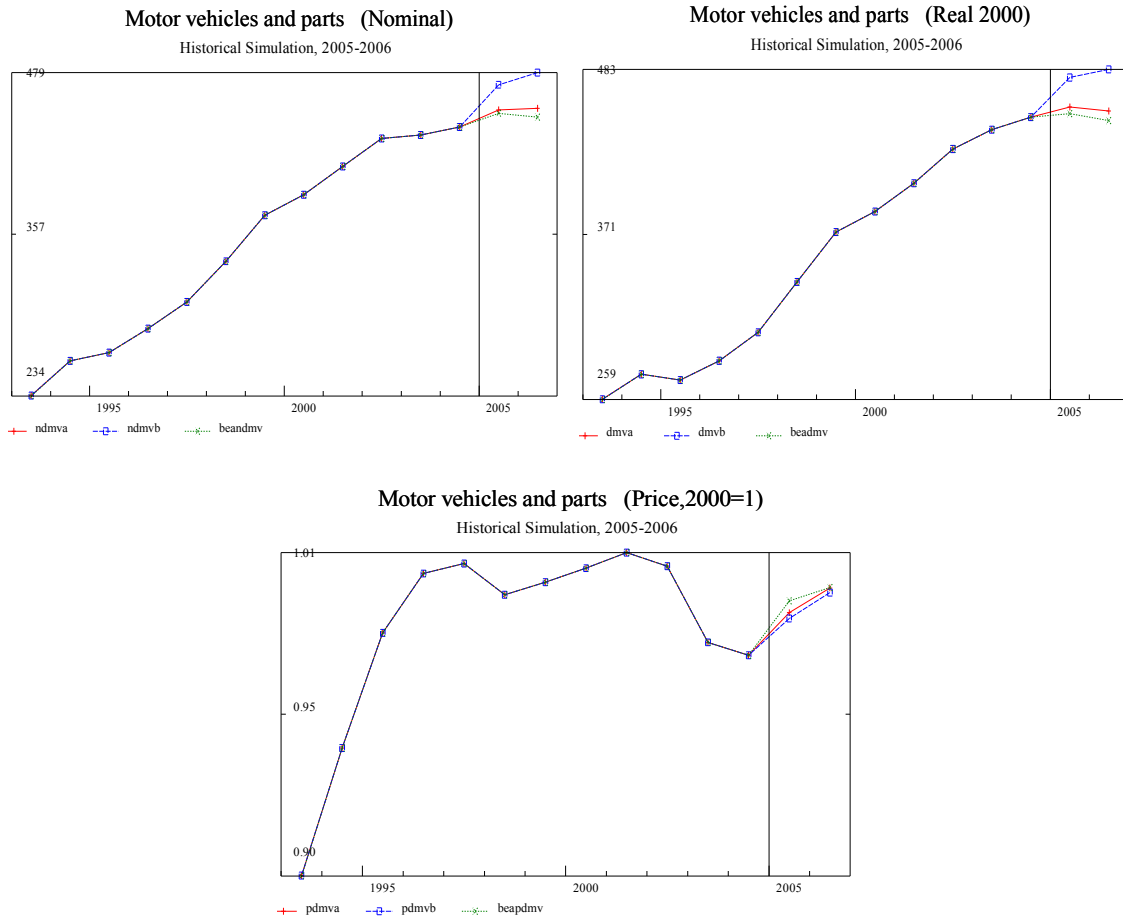 Motor vehicles and parts (Nominal)
Historical Simulation, 2005-2006
479
357
234
1995 2000 2005
ndmva ndmvb beandmv
Motor vehicles and parts (Real 2000)
Historical Simulation, 2005-2006
483
371
259
1995 2000 2005
dmva dmvb beadmv
Motor vehicles and parts (Price,2000=1)
Historical Simulation, 2005-2006
1.01
0.95
0.90
1995 2000 2005
pdmva pdmvb beapdmv